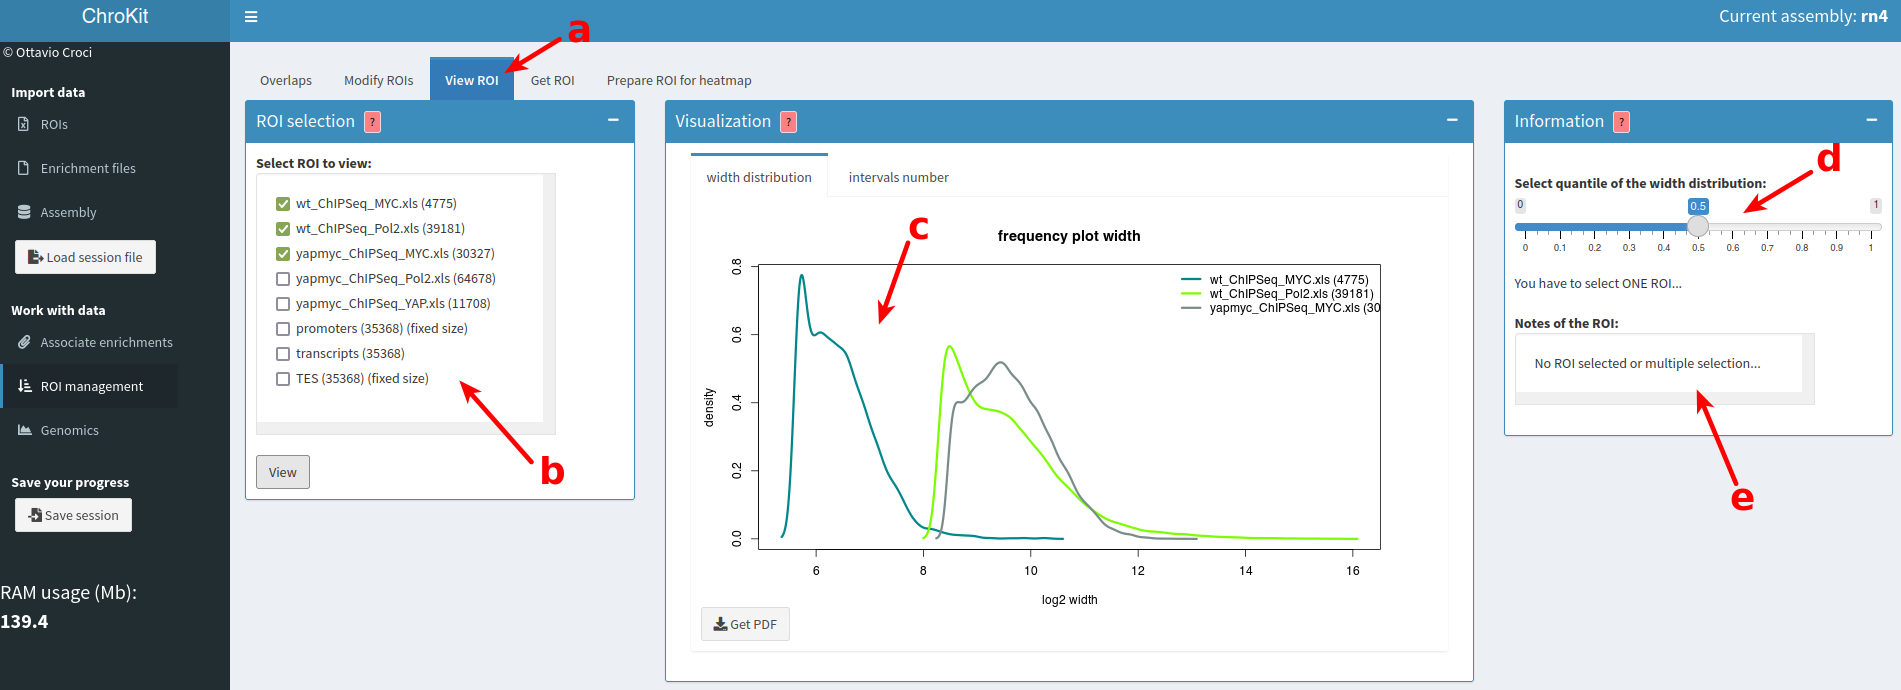 ChroKit
Current assembly: rn4
© Ottavio Croci
Import data
ROIs
Enrichment files
Assembly
Load session file
Work with data
Associate enrichments
ROI management
Genomics
Save your progress
Save session
RAM usage (Mb):
139.4
a
Overlaps Modify ROIs View ROI Get ROI Prepare ROI for heatmap
ROI selection ?
Select ROI to view:
wt_ChIPSeq_MYC.xls (4775)
wt_ChIPSeq_Pol2.xls (39181)
yapmyc_ChIPSeq_MYC.xls (30327)
yapmyc_ChIPSeq_Pol2.xls (64678)
yapmyc_ChIPSeq_YAP.xls (11708)
promoters (35368) (fixed size)
transcripts (35368)
TES (35368) (fixed size)
b
View
Visualization ?
width distribution intervals number
c
frequency plot width
wt_ChIPSeq_MYC.xls (4775)
wt_ChIPSeq_Pol2.xls (39181)
yapmyc_ChIPSeq_MYC.xls (30
density
0.8
0.6
0.4
0.2
0.0
6 8 10 12 14 16
log2 width
Get PDF
Information ?
d
Select quantile of the width distribution:
0 0.5 1
0 0.1 0.2 0.3 0.4 0.5 0.6 0.7 0.8 0.9 1
You have to select ONE ROI...
Notes of the ROI:
No ROI selected or multiple selection...
e